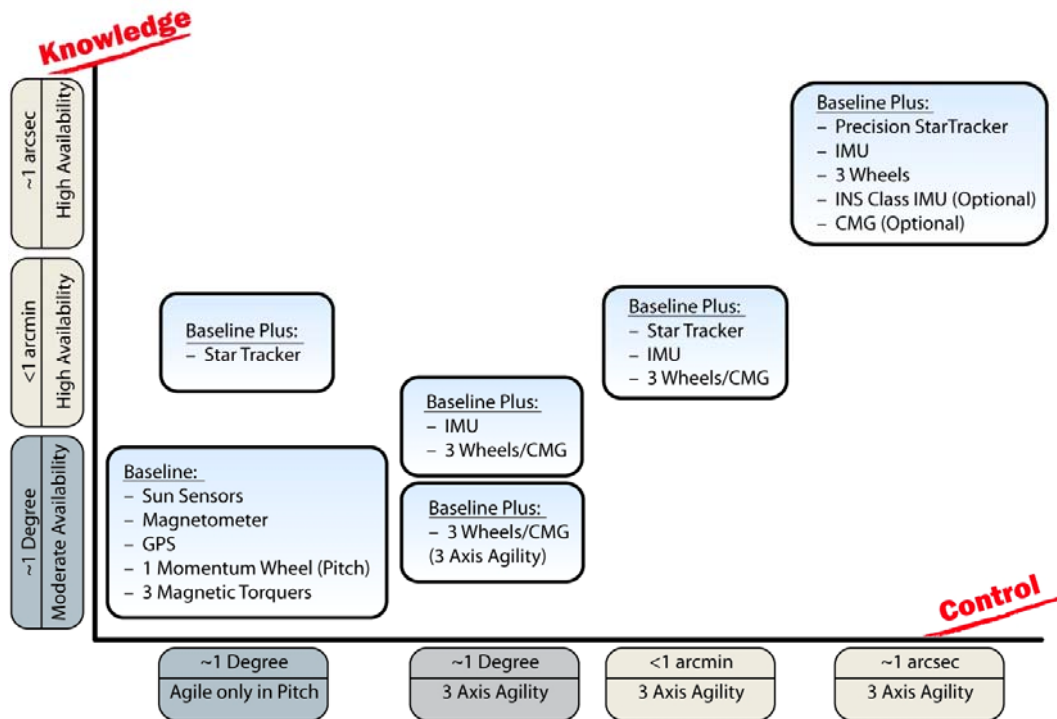 Knowledge
~1 arcsec
High Availability
<1 arcmin
High Availability
~1 Degree
Moderate Availability
Baseline Plus:
– Precision StarTracker
– IMU
– 3 Wheels
– INS Class IMU (Optional)
– CMG (Optional)
Baseline Plus:
– Star Tracker
Baseline Plus:
– Star Tracker
– IMU
– 3 Wheels/CMG
Baseline Plus:
– IMU
– 3 Wheels/CMG
Baseline:
– Sun Sensors
– Magnetometer
– GPS
– 1 Momentum Wheel (Pitch)
– 3 Magnetic Torquers
Baseline Plus:
– 3 Wheels/CMG
(3 Axis Agility)
Control
~1 Degree
Agile only in Pitch
~1 Degree
3 Axis Agility
<1 arcmin
3 Axis Agility
~1 arcsec
3 Axis Agility